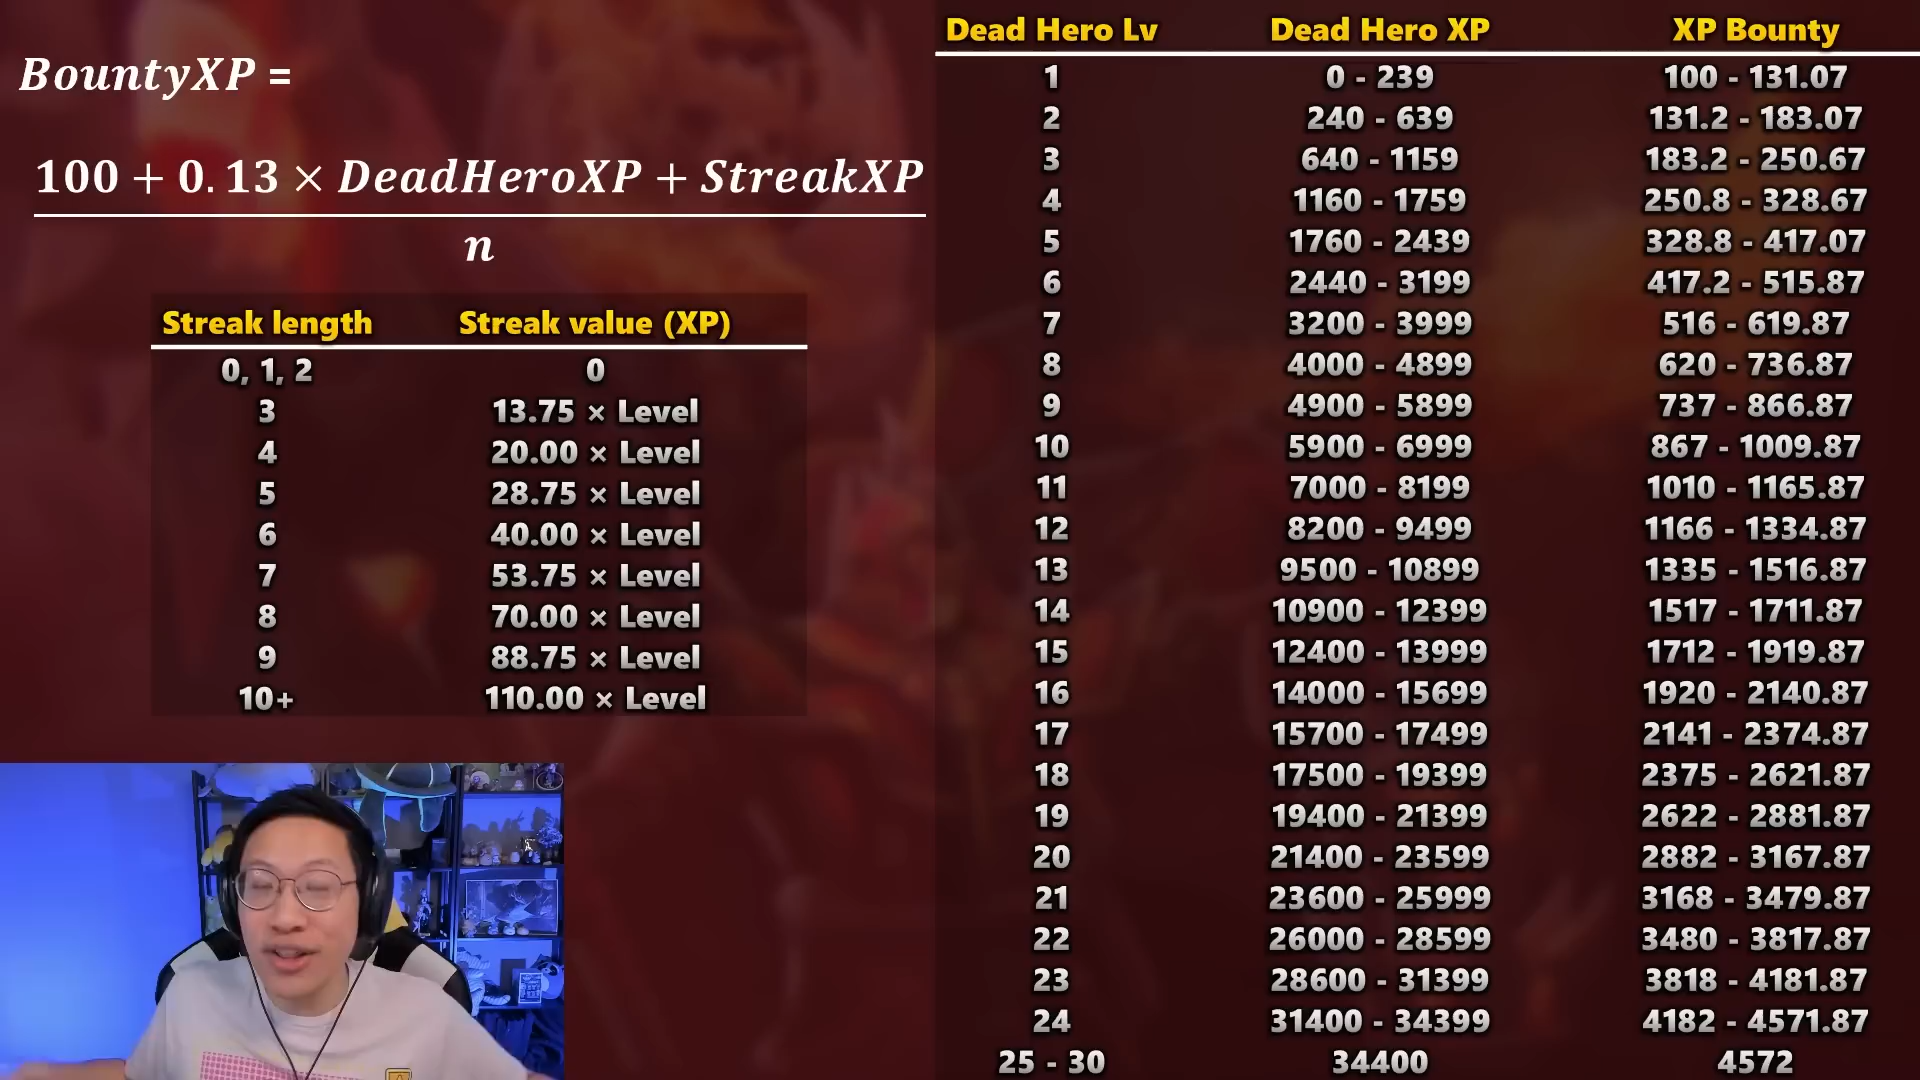 BountyXP =
100 + 0.13 × DeadHeroXP + StreakXP
n
Streak length Streak value (XP)
0, 1, 2 0
3 13.75 × Level
4 20.00 × Level
5 28.75 × Level
6 40.00 × Level
7 53.75 × Level
8 70.00 × Level
9 88.75 × Level
10+ 110.00 × Level
Dead Hero Lv Dead Hero XP XP Bounty
1 0 - 239 100 - 131.07
2 240 - 639 131.2 - 183.07
3 640 - 1159 183.2 - 250.67
4 1160 - 1759 250.8 - 328.67
5 1760 - 2439 328.8 - 417.07
6 2440 - 3199 417.2 - 515.87
7 3200 - 3999 516 - 619.87
8 4000 - 4899 620 - 736.87
9 4900 - 5899 737 - 866.87
10 5900 - 6999 867 - 1009.87
11 7000 - 8199 1010 - 1165.87
12 8200 - 9499 1166 - 1334.87
13 9500 - 10899 1335 - 1516.87
14 10900 - 12399 1517 - 1711.87
15 12400 - 13999 1712 - 1919.87
16 14000 - 15699 1920 - 2140.87
17 15700 - 17499 2141 - 2374.87
18 17500 - 19399 2375 - 2621.87
19 19400 - 21399 2622 - 2881.87
20 21400 - 23599 2882 - 3167.87
21 23600 - 25999 3168 - 3479.87
22 26000 - 28599 3480 - 3817.87
23 28600 - 31399 3818 - 4181.87
24 31400 - 34399 4182 - 4571.87
25 - 30 34400 4572